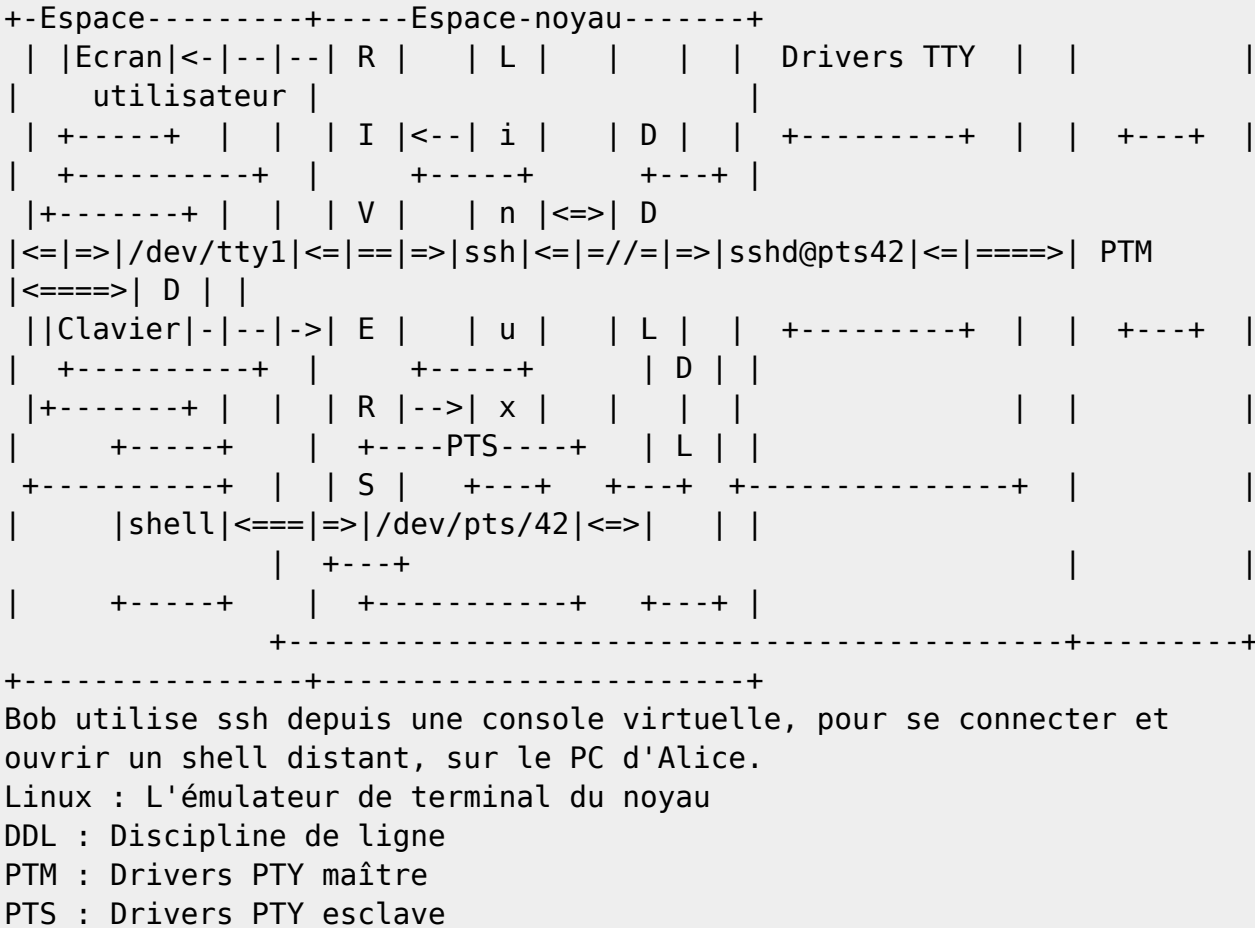 +-Espace---------+-----Espace-noyau-------+
 | |Ecran|<-|--|--| R |   | L |   |   |  |  Drivers TTY  |  |         |
|    utilisateur |                        |
 | +-----+  |  |  | I |<--| i |   | D |  |  +---------+  |  |  +---+  |
|  +----------+  |     +-----+      +---+ |
 |+-------+ |  |  | V |   | n |<=>| D
|<=|=>|/dev/tty1|<=|==|=>|ssh|<=|=//=|=>|sshd@pts42|<=|====>| PTM
|<====>| D | |
 ||Clavier|-|--|->| E |   | u |   | L |  |  +---------+  |  |  +---+  |
|  +----------+  |     +-----+      | D | |
 |+-------+ |  |  | R |-->| x |   |   |  |               |  |         |
|     +-----+    |  +----PTS----+   | L | |
 +----------+  |  | S |   +---+   +---+  +---------------+  |         |
|     |shell|<===|=>|/dev/pts/42|<=>|   | |
               |  +---+                                     |         |
|     +-----+    |  +-----------+   +---+ |
               +--------------------------------------------+---------+
+----------------+------------------------+
Bob utilise ssh depuis une console virtuelle, pour se connecter et
ouvrir un shell distant, sur le PC d'Alice.
Linux : L'émulateur de terminal du noyau
DDL : Discipline de ligne
PTM : Drivers PTY maître
PTS : Drivers PTY esclave